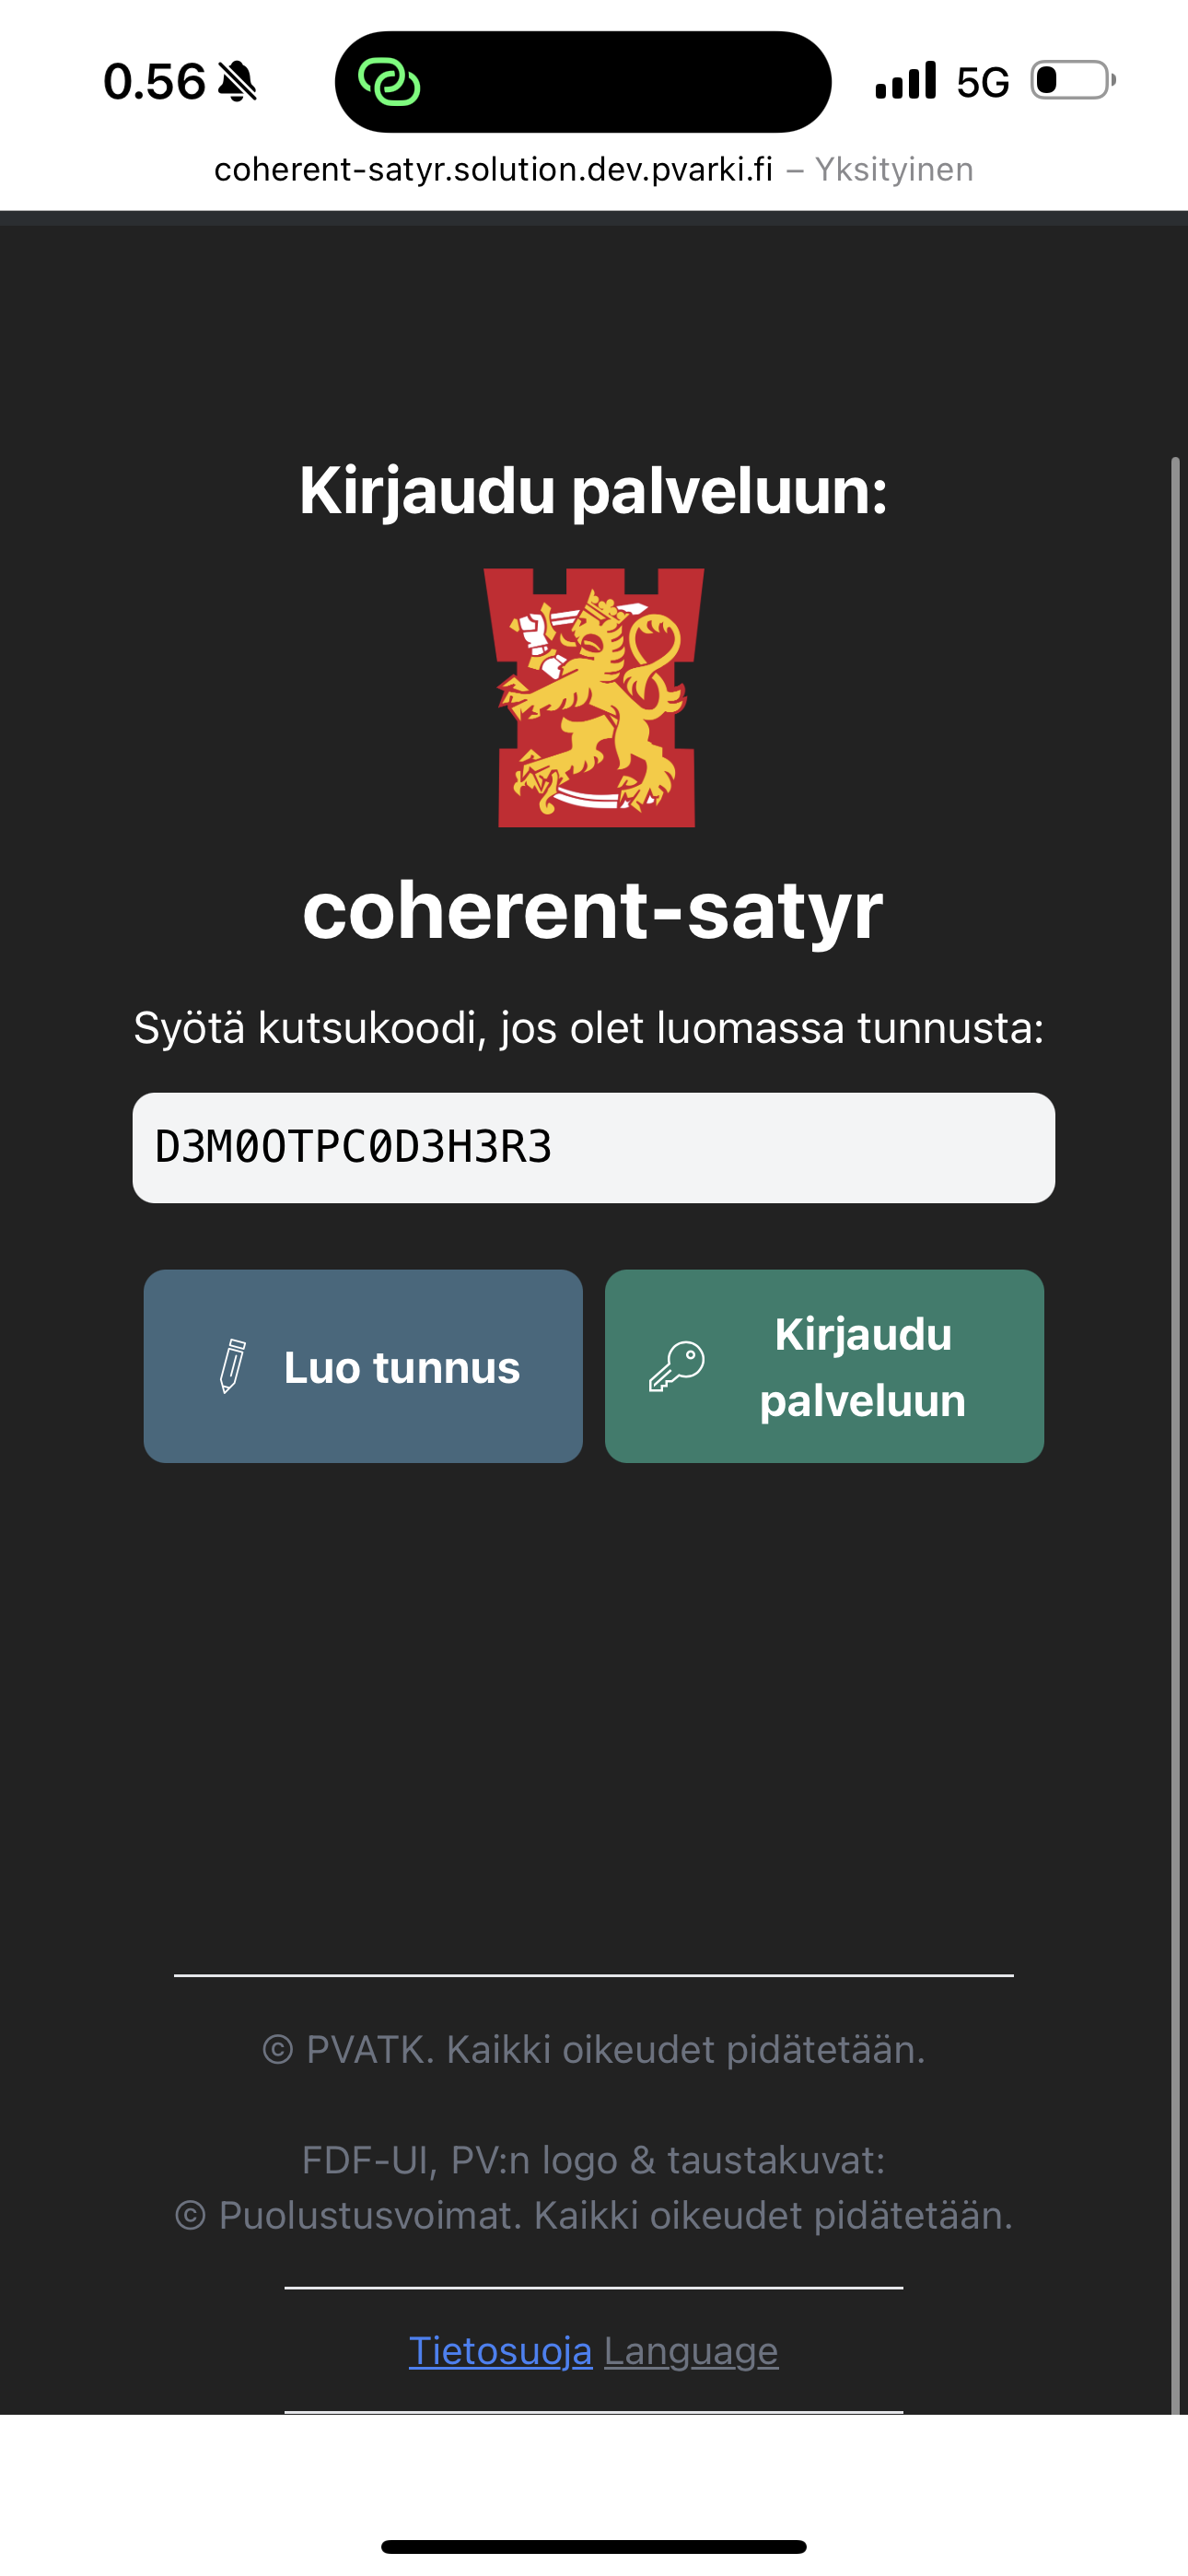 0.56
5G
coherent-satyr.solution.dev.pvarki.fi – Yksityinen
Kirjaudu palveluun:
coherent-satyr
Syötä kutsukoodi, jos olet luomassa tunnusta:
D3M0OTPC0D3H3R3
Luo tunnus
Kirjaudu
palveluun
© PVATK. Kaikki oikeudet pidätetään.
FDF-UI, PV:n logo & taustakuvat:
© Puolustusvoimat. Kaikki oikeudet pidätetään.
Tietosuoja Language